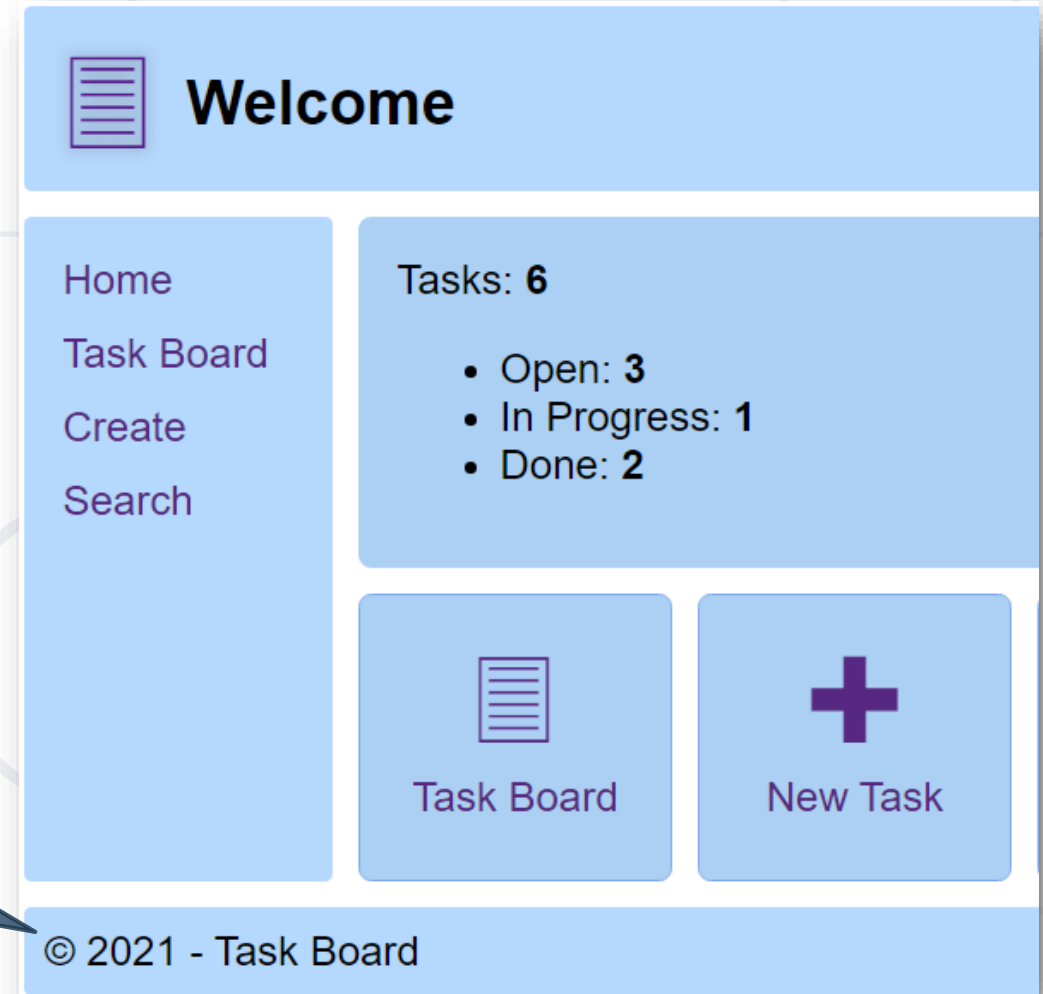 Welcome
Home
Task Board
Create
Search
Tasks: 6
• Open: 3
• In Progress: 1
• Done: 2
Task Board
New Task
© 2021 - Task Board